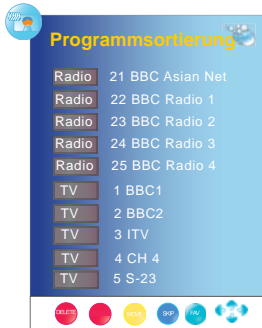 Programmsortierung
Radio 21 BBC Asian Net
Radio 22 BBC Radio 1
Radio 23 BBC Radio 2
Radio 24 BBC Radio 3
Radio 25 BBC Radio 4
TV 1 BBC1
TV 2 BBC2
TV 3 ITV
TV 4 CH 4
TV 5 S-23
DELETE MOVE SKIP FAV